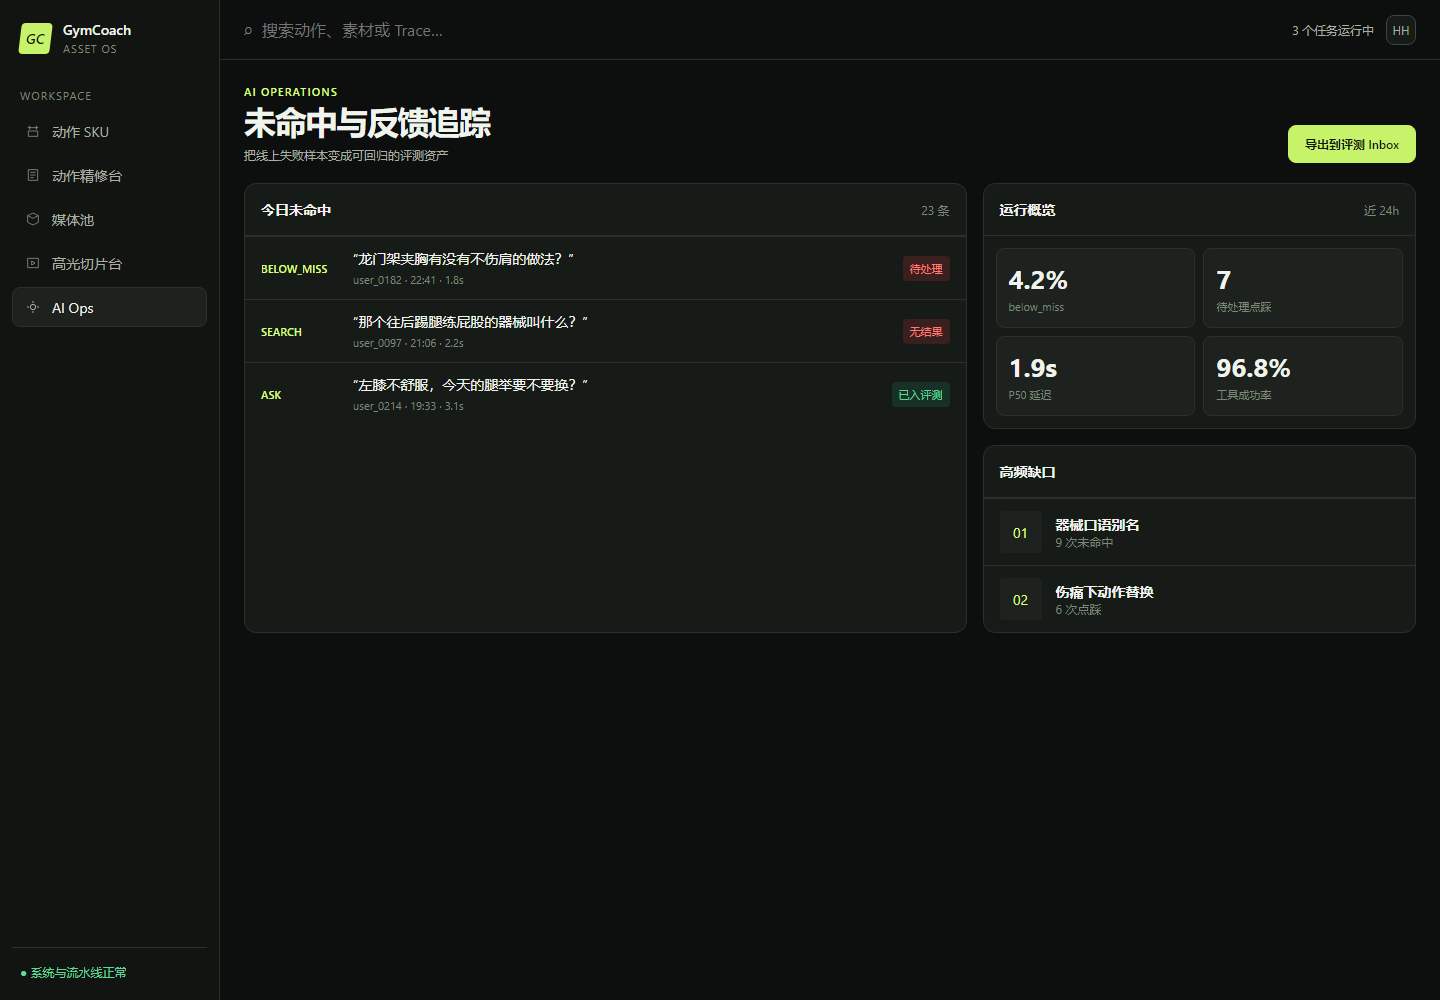 GC
GymCoach
ASSET OS
WORKSPACE
动作 SKU
动作精修台
媒体池
高光切片台
AI Ops
系统与流水线正常
搜索动作、素材或 Trace...
3 个任务运行中
HH
AI OPERATIONS
未命中与反馈追踪
把线上失败样本变成可回归的评测资产
导出到评测 Inbox
今日未命中
23 条
BELOW_MISS
“龙门架夹胸有没有不伤肩的做法？”
user_0182 · 22:41 · 1.8s
待处理
SEARCH
“那个往后踢腿练屁股的器械叫什么？”
user_0097 · 21:06 · 2.2s
无结果
ASK
“左膝不舒服，今天的腿举要不要换？”
user_0214 · 19:33 · 3.1s
已入评测
运行概览
近 24h
4.2%
below_miss
7
待处理点踩
1.9s
P50 延迟
96.8%
工具成功率
高频缺口
01
器械口语别名
9 次未命中
02
伤痛下动作替换
6 次点踩